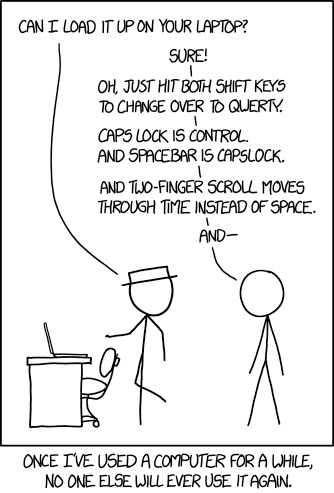 CAN I LOAD IT UP ON YOUR LAPTOP?
SURE!
OH, JUST HIT BOTH SHIFT KEYS
TO CHANGE OVER TO QWERTY.
CAPS LOCK IS CONTROL.
AND SPACEBAR IS CAPSLOCK.
AND TWO-FINGER SCROLL MOVES
THROUGH TIME INSTEAD OF SPACE.
AND—
ONCE I'VE USED A COMPUTER FOR A WHILE,
NO ONE ELSE WILL EVER USE IT AGAIN.